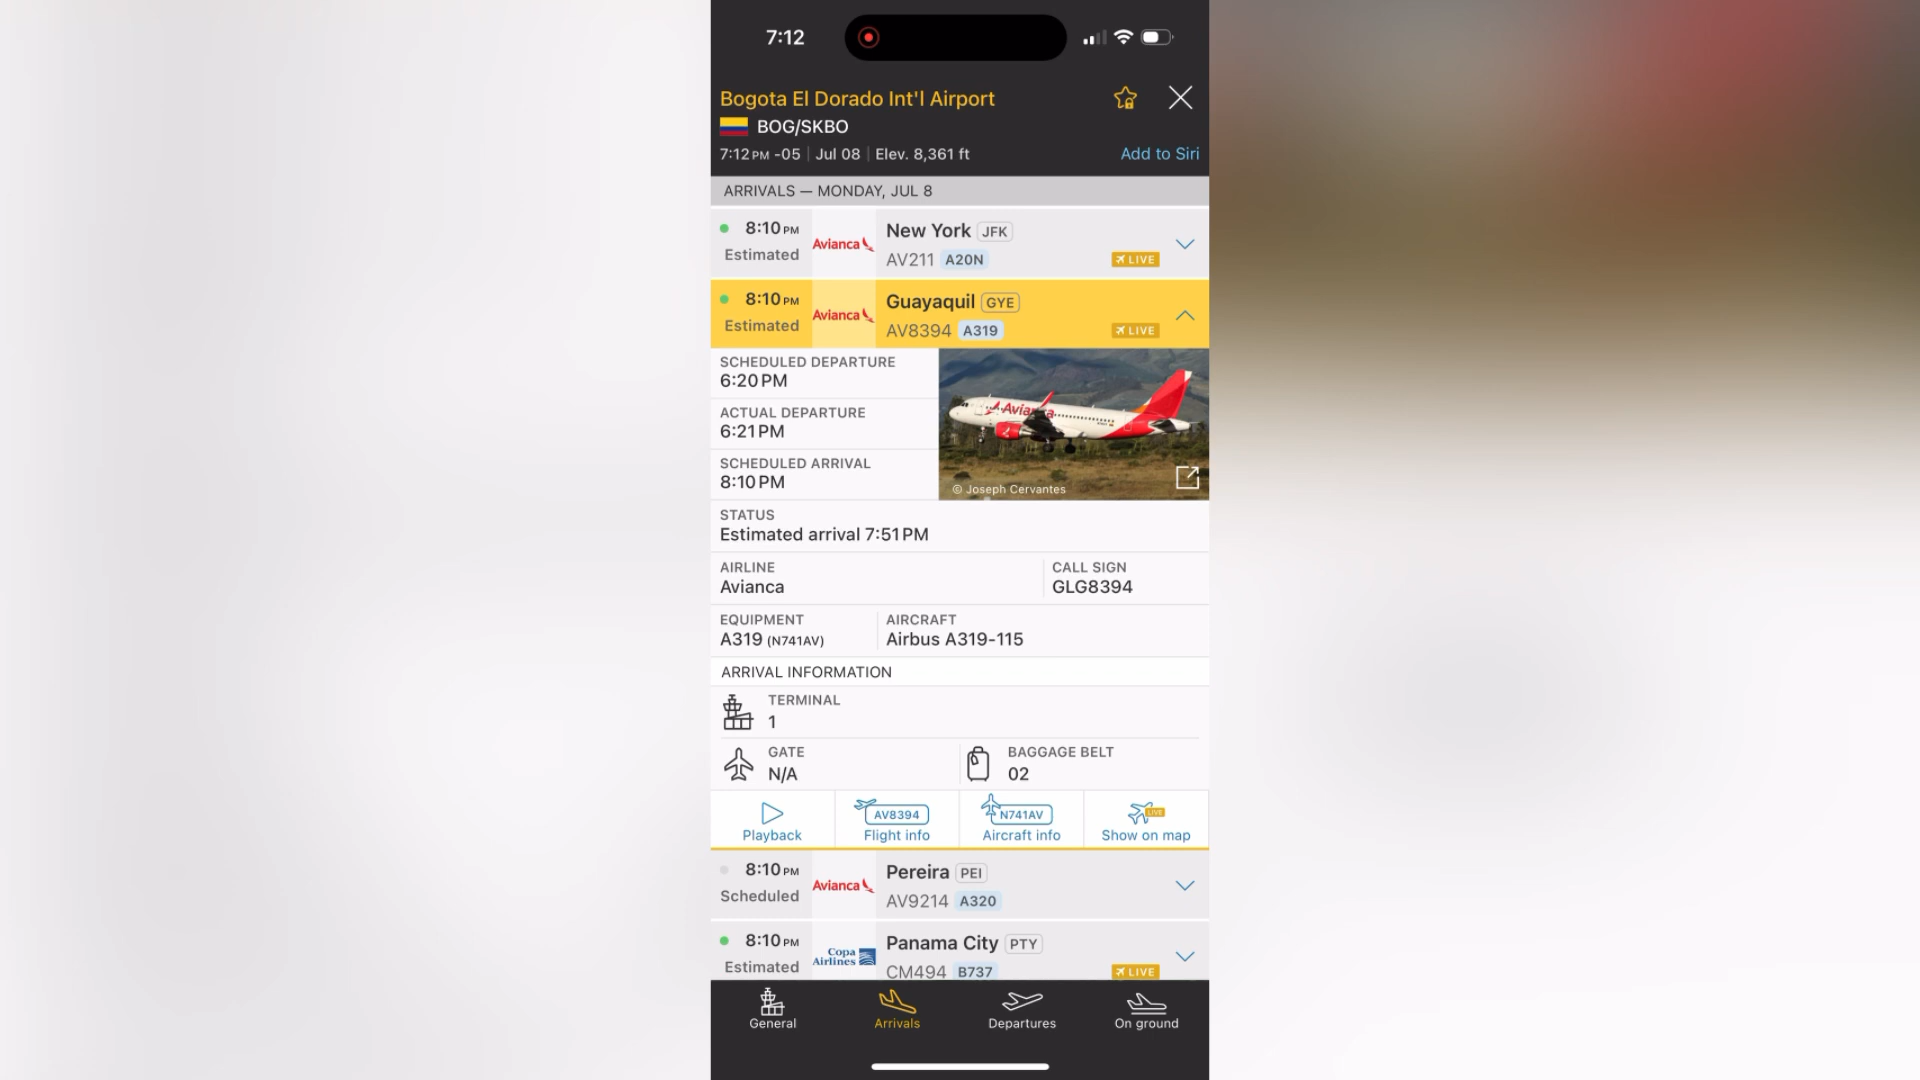 7:12
Bogota El Dorado Int'l Airport
BOG/SKBO
7:12 PM -05 | Jul 08 | Elev. 8,361 ft
Add to Siri
ARRIVALS — MONDAY, JUL 8
8:10 PM
Estimated
Avianca
New York JFK
AV211 A20N
LIVE
8:10 PM
Estimated
Avianca
Guayaquil GYE
AV8394 A319
LIVE
SCHEDULED DEPARTURE
6:20 PM
ACTUAL DEPARTURE
6:21 PM
SCHEDULED ARRIVAL
8:10 PM
Avianca
© Joseph Cervantes
STATUS
Estimated arrival 7:51 PM
AIRLINE
Avianca
CALL SIGN
GLG8394
EQUIPMENT
A319 (N741AV)
AIRCRAFT
Airbus A319-115
ARRIVAL INFORMATION
TERMINAL
1
GATE
N/A
BAGGAGE BELT
02
Playback
AV8394
Flight info
N741AV
Aircraft info
LIVE
Show on map
8:10 PM
Scheduled
Avianca
Pereira PEI
AV9214 A320
8:10 PM
Estimated
Copa Airlines
Panama City PTY
CM494 B737
LIVE
General
Arrivals
Departures
On ground